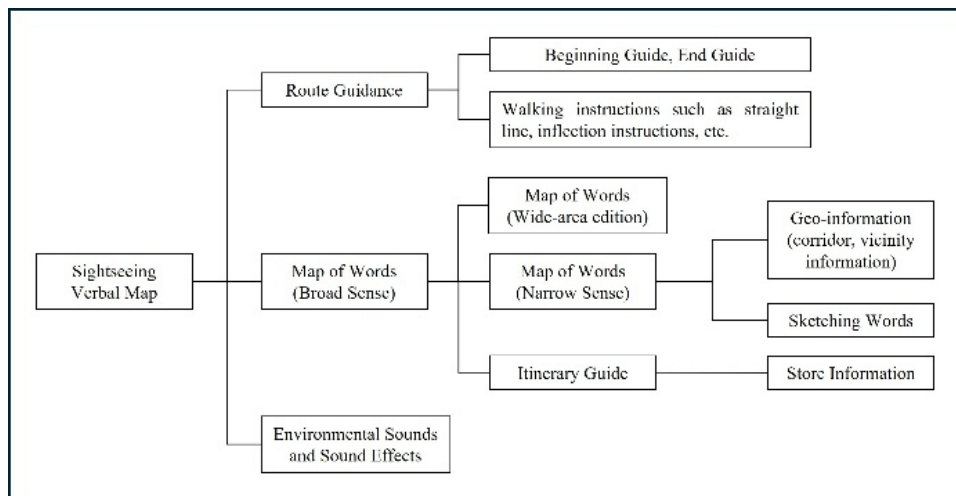 Beginning Guide, End Guide
Route Guidance
Walking instructions such as straight
line, inflection instructions, etc.
Map of Words
(Wide-area edition)
Geo-information
(corridor, vicinity
information)
Sightseeing
Verbal Map
Map of Words
(Broad Sense)
Map of Words
(Narrow Sense)
Sketching Words
Itinerary Guide
Store Information
Environmental Sounds
and Sound Effects